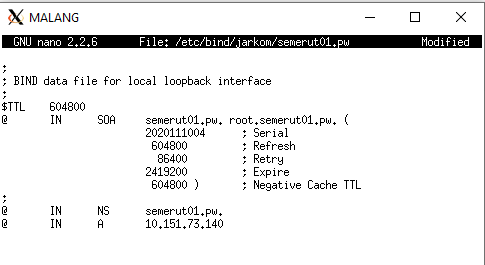 MALANG
GNU nano 2.2.6 File: /etc/bind/jarkom/semerut01.pw Modified
;
; BIND data file for local loopback interface
;
$TTL 604800
@ IN SOA semerut01.pw. root.semerut01.pw. (
2020111004 ; Serial
604800 ; Refresh
86400 ; Retry
2419200 ; Expire
604800 ) ; Negative Cache TTL
;
@ IN NS semerut01.pw.
@ IN A 10.151.73.140